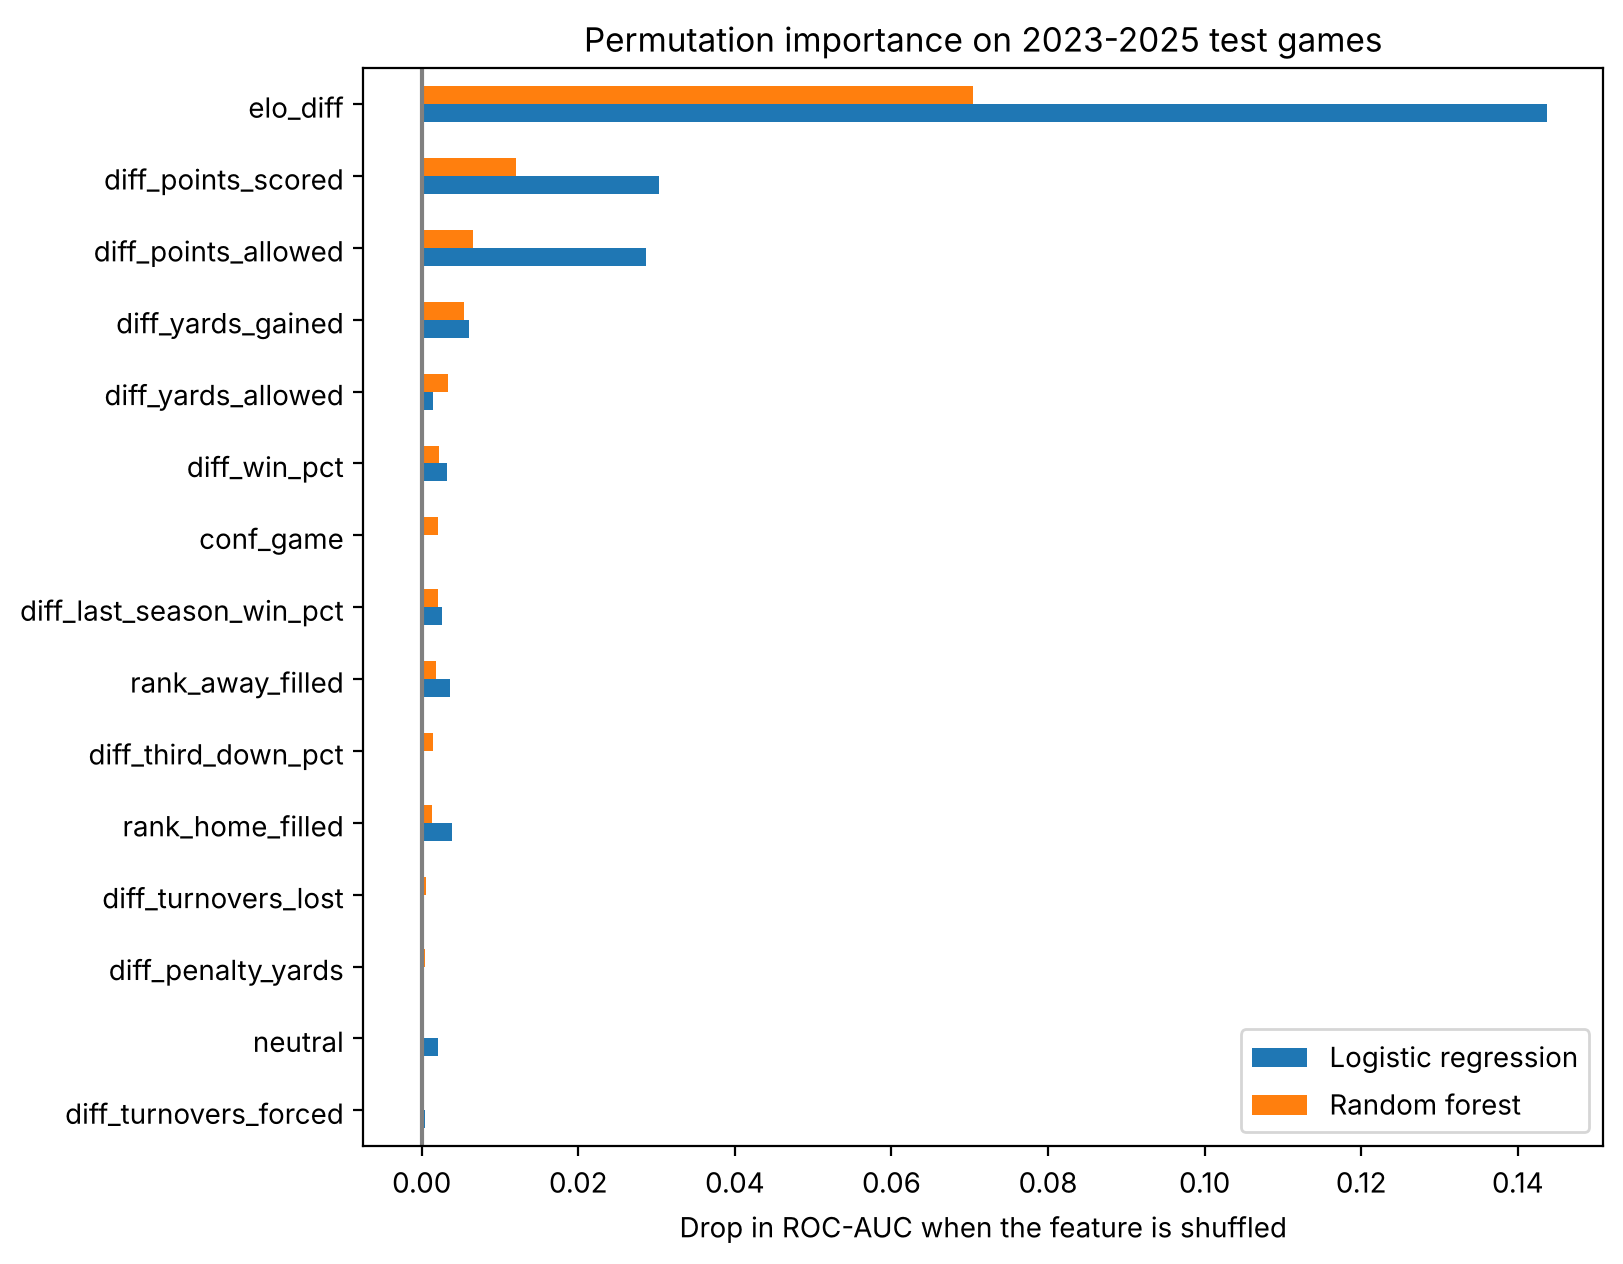 Permutation importance on 2023-2025 test games
elo_diff
diff_points_scored
diff_points_allowed
diff_yards_gained
diff_yards_allowed
diff_win_pct
conf_game
diff_last_season_win_pct
rank_away_filled
diff_third_down_pct
rank_home_filled
diff_turnovers_lost
diff_penalty_yards
neutral
diff_turnovers_forced
Logistic regression
Random forest
0.00 0.02 0.04 0.06 0.08 0.10 0.12 0.14
Drop in ROC-AUC when the feature is shuffled